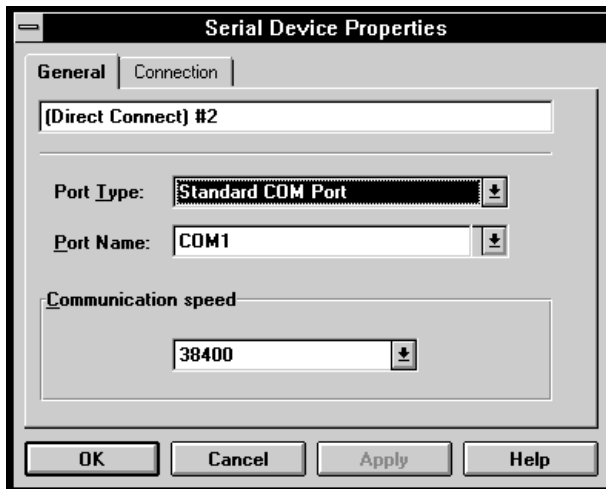 Serial Device Properties
General Connection
(Direct Connect) #2
Port Type: Standard COM Port
Port Name: COM1
Communication speed
38400
OK Cancel Apply Help